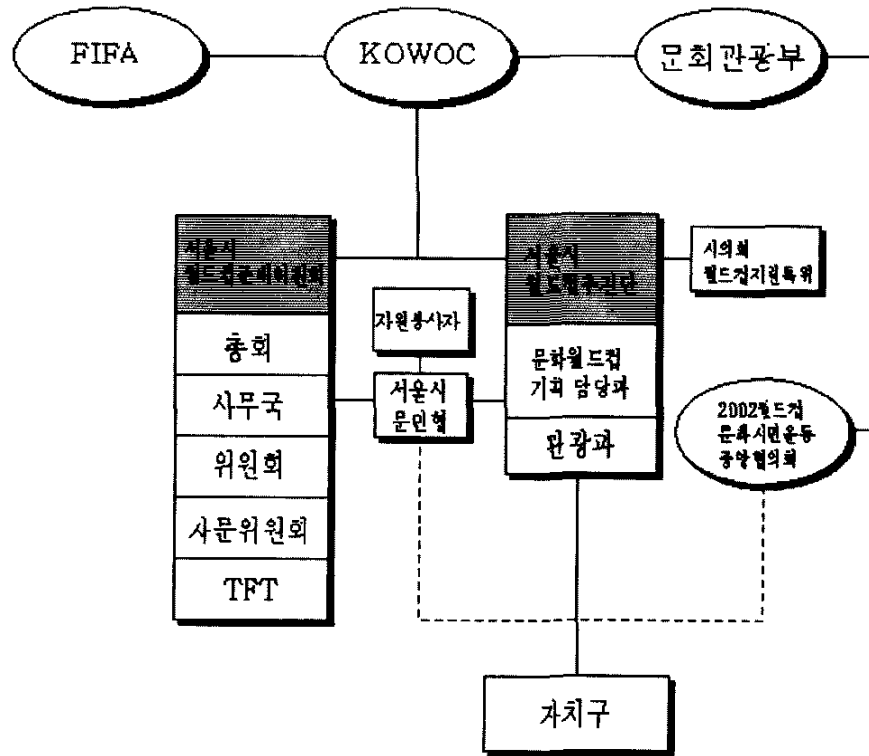 FIFA
KOWOC
문회관광부
서울시
월드컵준비위원회
총회
사무국
위원회
사문위원회
TFT
자원봉사자
서울시
문민협
서울시
월드컵추진단
문화월드컵
기획 담당과
관광과
시의회
월드컵지원특위
2002월드컵
문화시민운동
중앙협의회
자치구